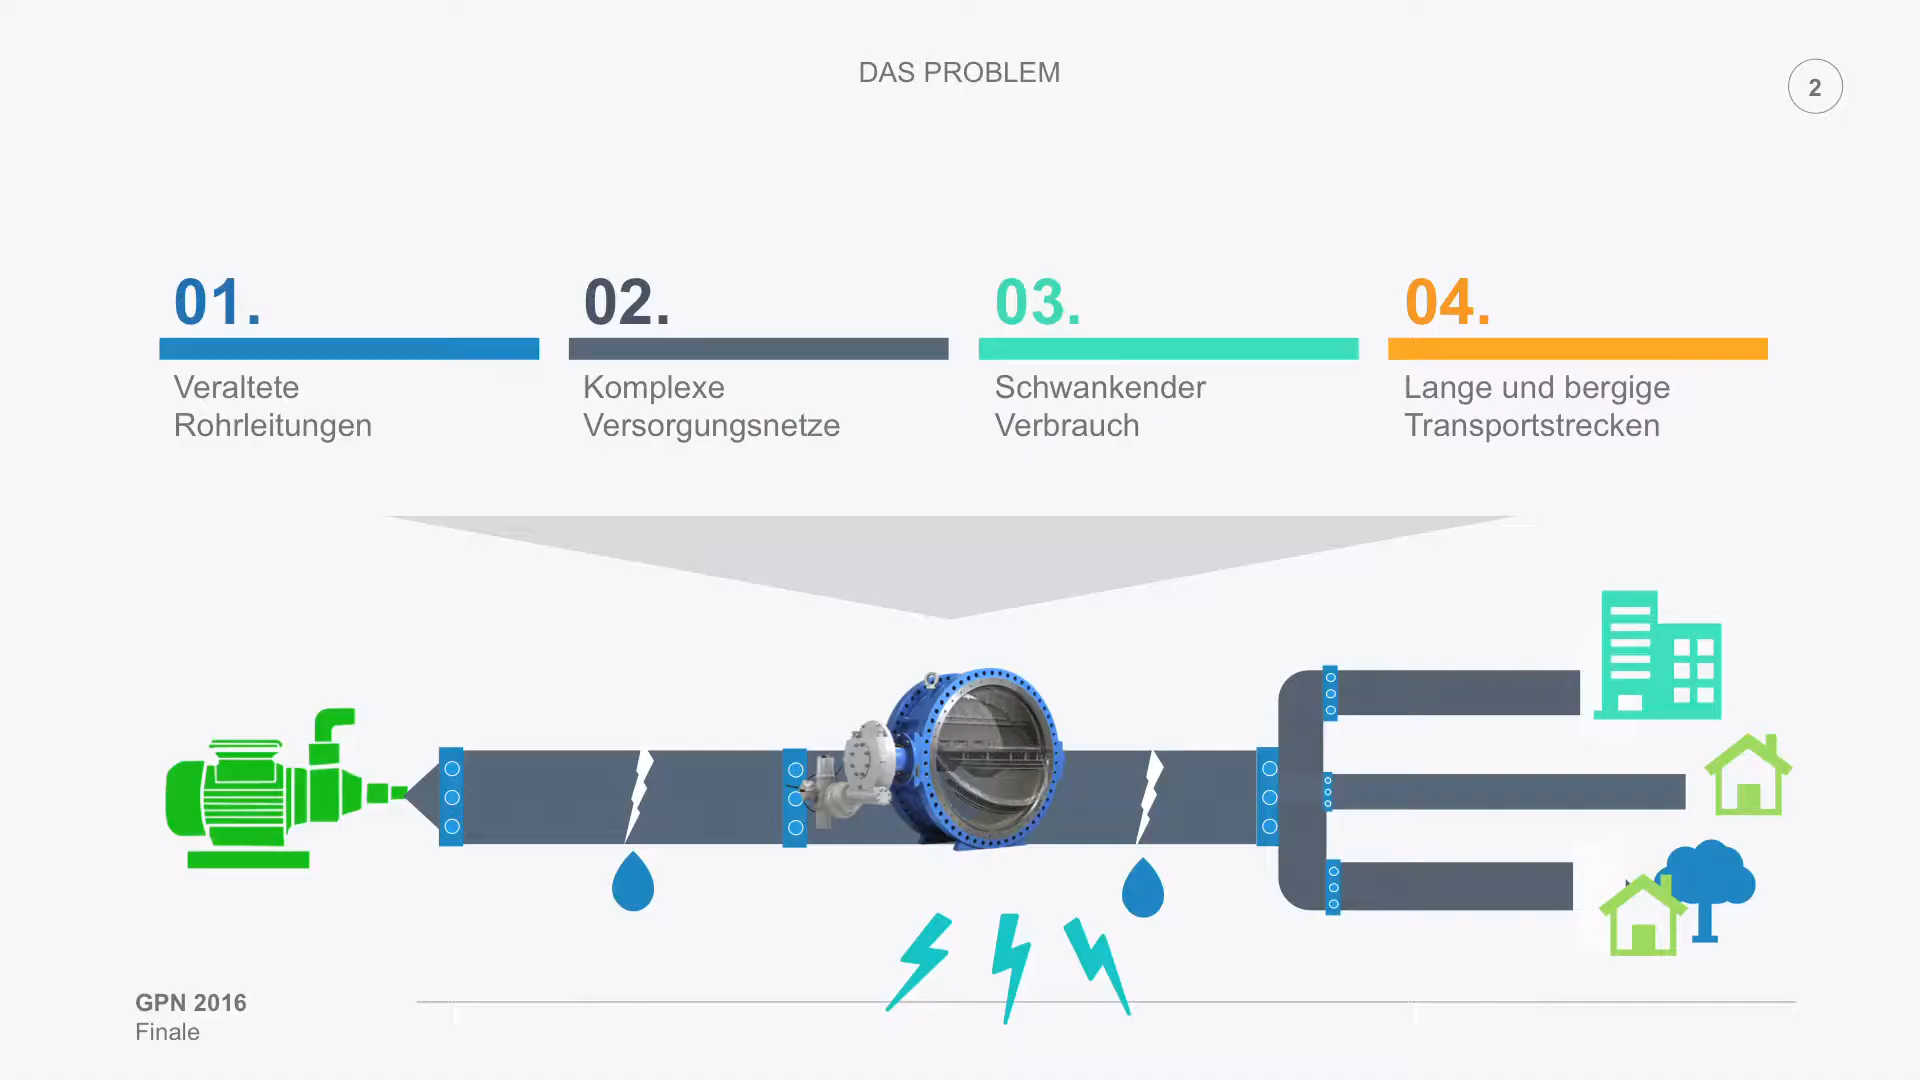 DAS PROBLEM
2
01.
Veraltete
Rohrleitungen
02.
Komplexe
Versorgungsnetze
03.
Schwankender
Verbrauch
04.
Lange und bergige
Transportstrecken
GPN 2016
Finale